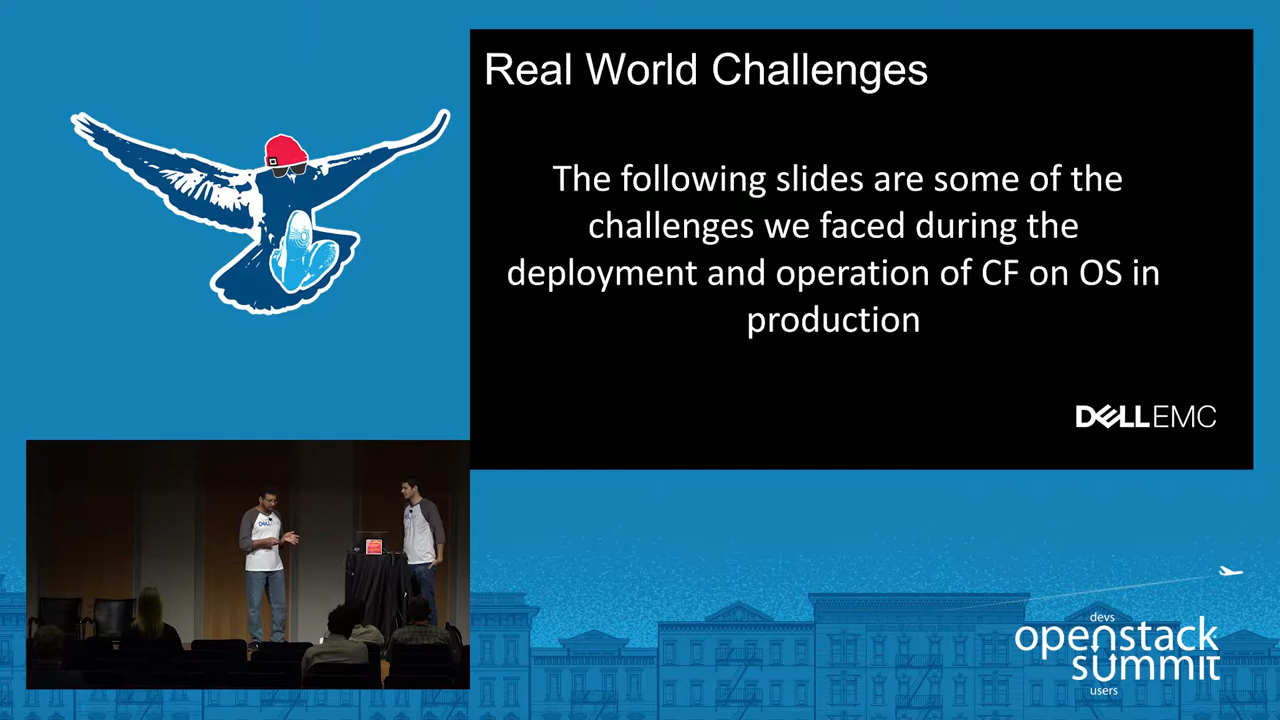 Real World Challenges
The following slides are some of the
challenges we faced during the
deployment and operation of CF on OS in
production
DELLEMC
devs
openstack
summit
users